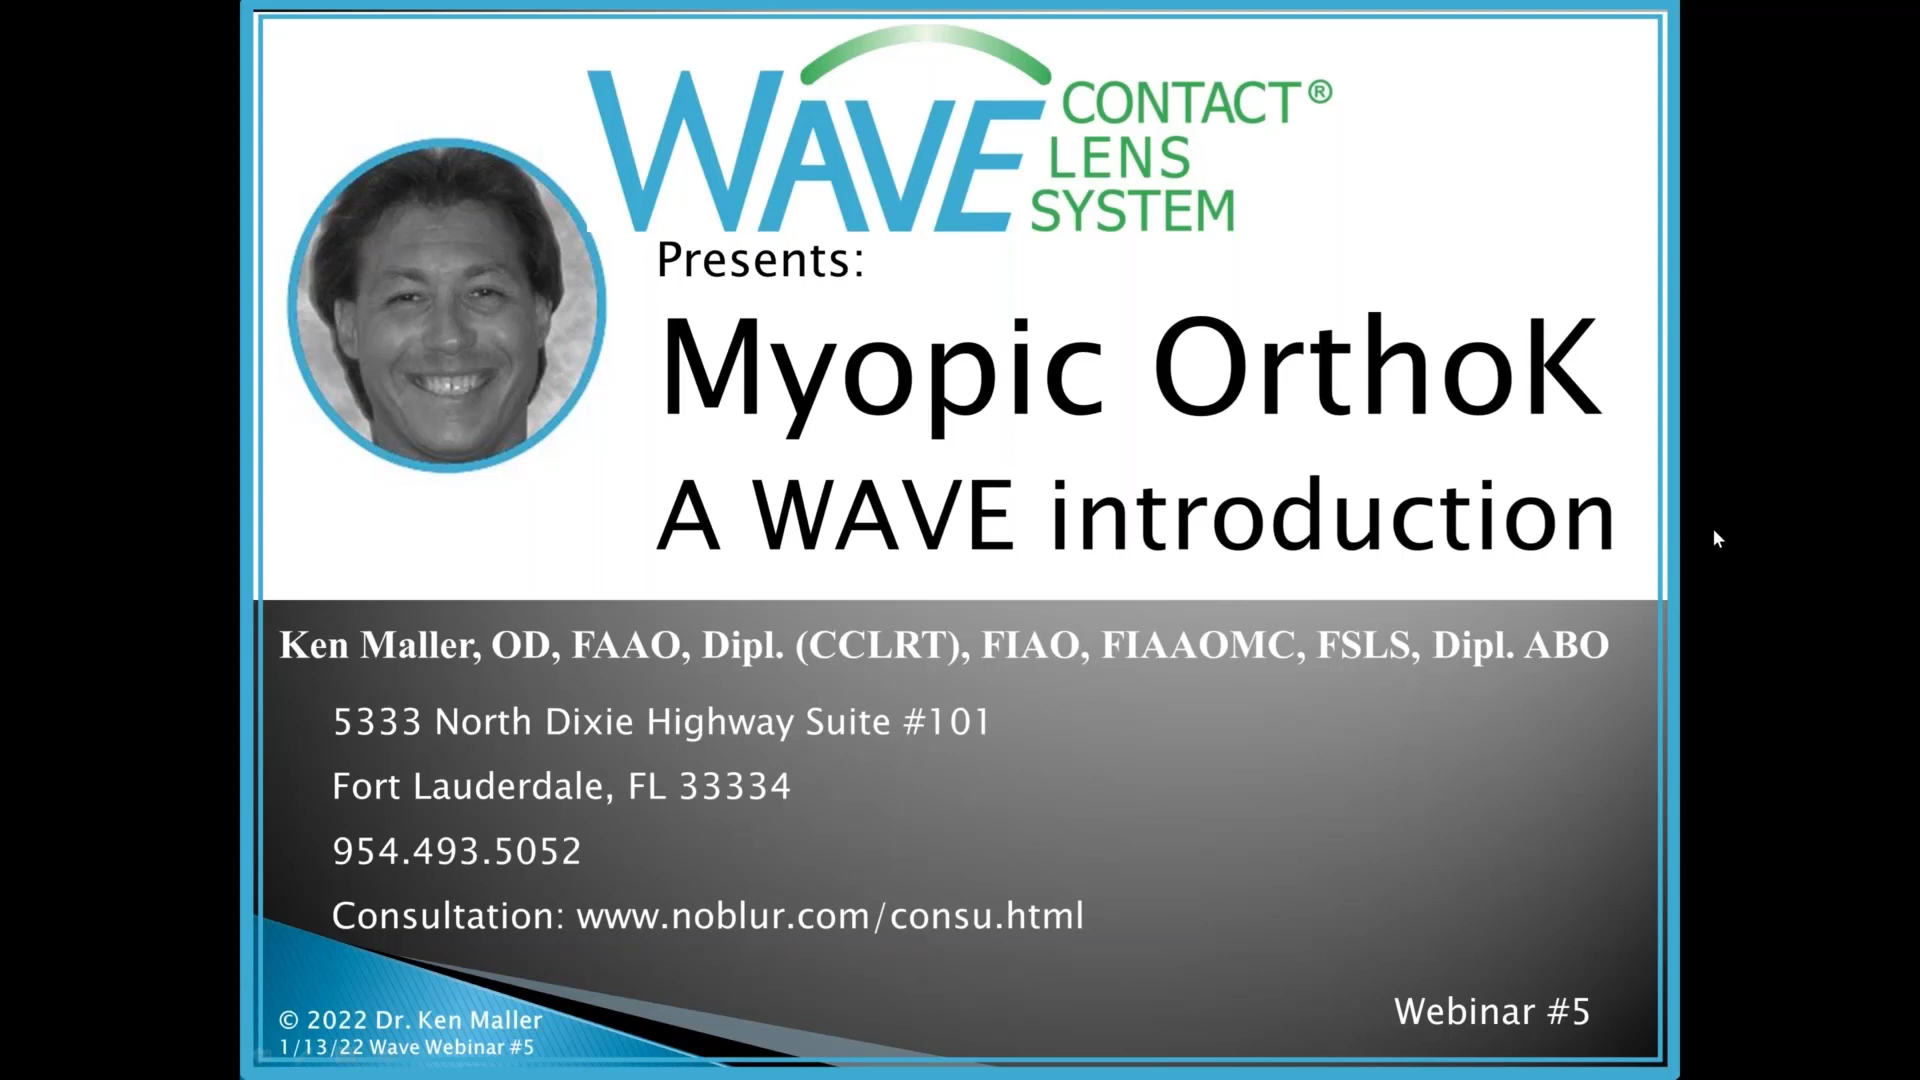 WAVE CONTACT®
LENS
SYSTEM
Presents:
Myopic OrthoK
A WAVE introduction
Ken Maller, OD, FAAO, Dipl. (CCLRT), FIAO, FIAAOMC, FSLS, Dipl. ABO
5333 North Dixie Highway Suite #101
Fort Lauderdale, FL 33334
954.493.5052
Consultation: www.noblur.com/consu.html
Webinar #5
© 2022 Dr. Ken Maller
1/13/22 Wave Webinar #5